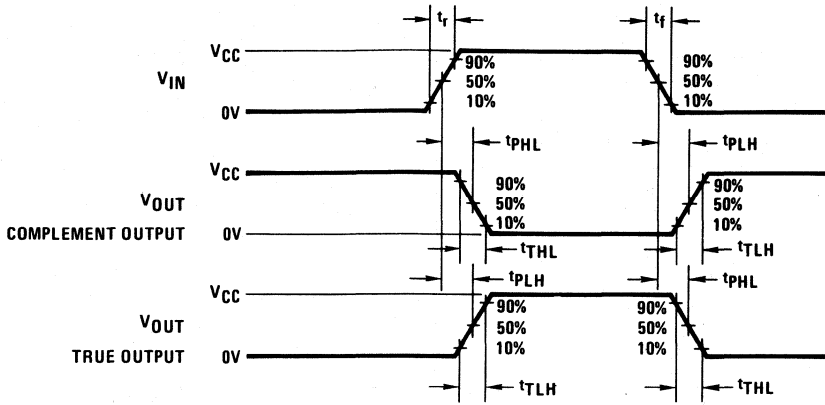 tr
tf
VCC
90%
90%
VIN
50%
50%
10%
10%
0V
tPHL
tPLH
VCC
90%
90%
VOUT
50%
50%
COMPLEMENT OUTPUT
0V
10%
10%
tTHL
tTLH
tPLH
tPHL
VCC
90%
90%
VOUT
50%
50%
10%
10%
TRUE OUTPUT
0V
tTLH
tTHL